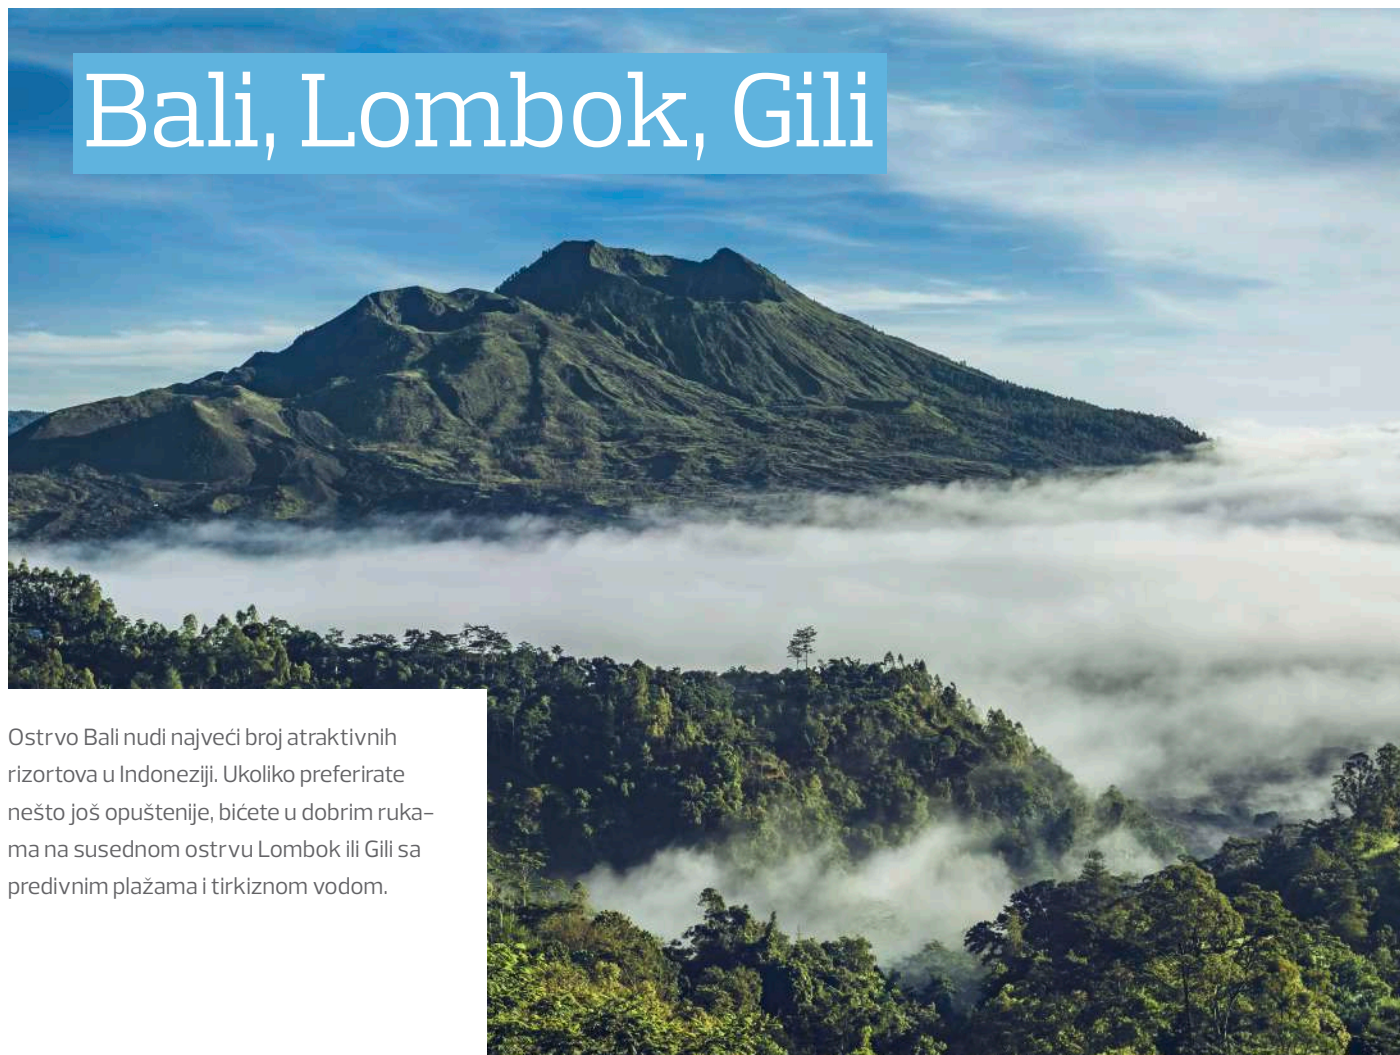 Bali, Lombok, Gili
Ostrvo Bali nudi najveći broj atraktivnih
rizortova u Indoneziji. Ukoliko preferirate
nešto još opuštenije, bićete u dobrim ruka-
ma na susednom ostrvu Lombok ili Gili sa
predivnim plažama i tirkiznom vodom.